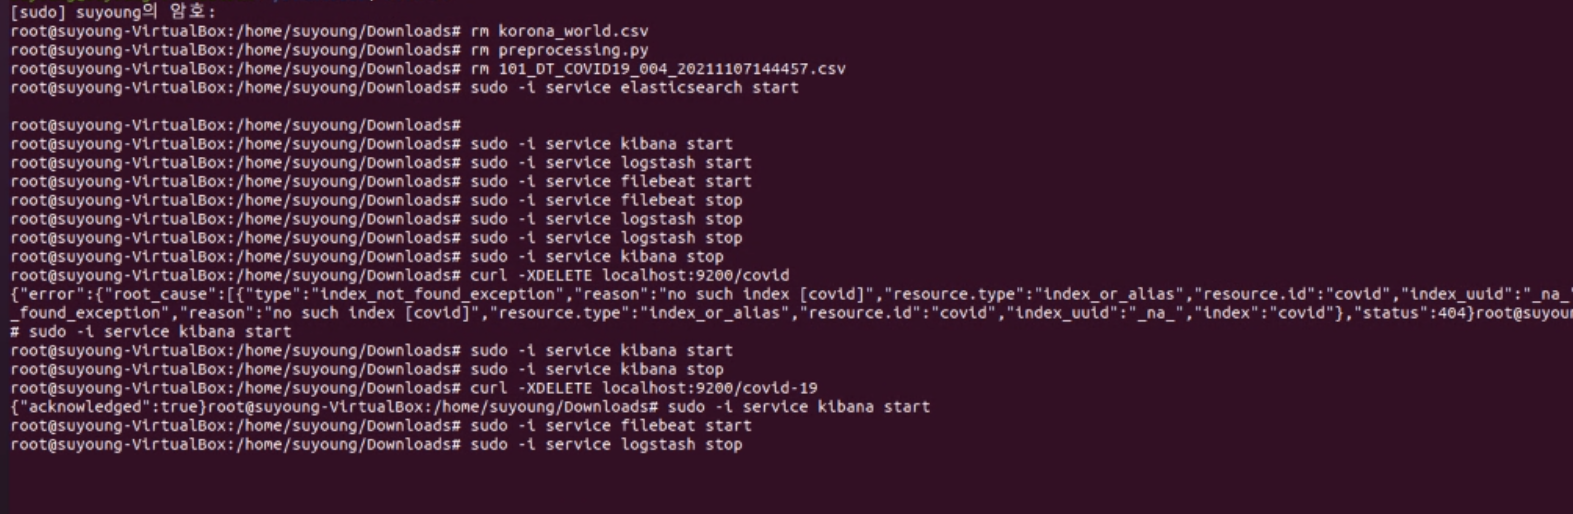 [sudo] suyoung의 암호:
root@suyoung-VirtualBox:/home/suyoung/Downloads# rm korona_world.csv
root@suyoung-VirtualBox:/home/suyoung/Downloads# rm preprocessing.py
root@suyoung-VirtualBox:/home/suyoung/Downloads# rm 101_DT_COVID19_004_20211107144457.csv
root@suyoung-VirtualBox:/home/suyoung/Downloads# sudo -i service elasticsearch start
root@suyoung-VirtualBox:/home/suyoung/Downloads#
root@suyoung-VirtualBox:/home/suyoung/Downloads# sudo -i service kibana start
root@suyoung-VirtualBox:/home/suyoung/Downloads# sudo -i service logstash start
root@suyoung-VirtualBox:/home/suyoung/Downloads# sudo -i service filebeat start
root@suyoung-VirtualBox:/home/suyoung/Downloads# sudo -i service filebeat stop
root@suyoung-VirtualBox:/home/suyoung/Downloads# sudo -i service logstash stop
root@suyoung-VirtualBox:/home/suyoung/Downloads# sudo -i service logstash stop
root@suyoung-VirtualBox:/home/suyoung/Downloads# sudo -i service kibana stop
root@suyoung-VirtualBox:/home/suyoung/Downloads# curl -XDELETE localhost:9200/covid
{"error":{"root_cause":[{"type":"index_not_found_exception","reason":"no such index [covid]","resource.type":"index_or_alias","resource.id":"covid","index_uuid":"_na_"
_found_exception","reason":"no such index [covid]","resource.type":"index_or_alias","resource.id":"covid","index_uuid":"_na_","index":"covid"},"status":404}root@suyou
# sudo -i service kibana start
root@suyoung-VirtualBox:/home/suyoung/Downloads# sudo -i service kibana start
root@suyoung-VirtualBox:/home/suyoung/Downloads# sudo -i service kibana stop
root@suyoung-VirtualBox:/home/suyoung/Downloads# curl -XDELETE localhost:9200/covid-19
{"acknowledged":true}root@suyoung-VirtualBox:/home/suyoung/Downloads# sudo -i service kibana start
root@suyoung-VirtualBox:/home/suyoung/Downloads# sudo -i service filebeat start
root@suyoung-VirtualBox:/home/suyoung/Downloads# sudo -i service logstash stop